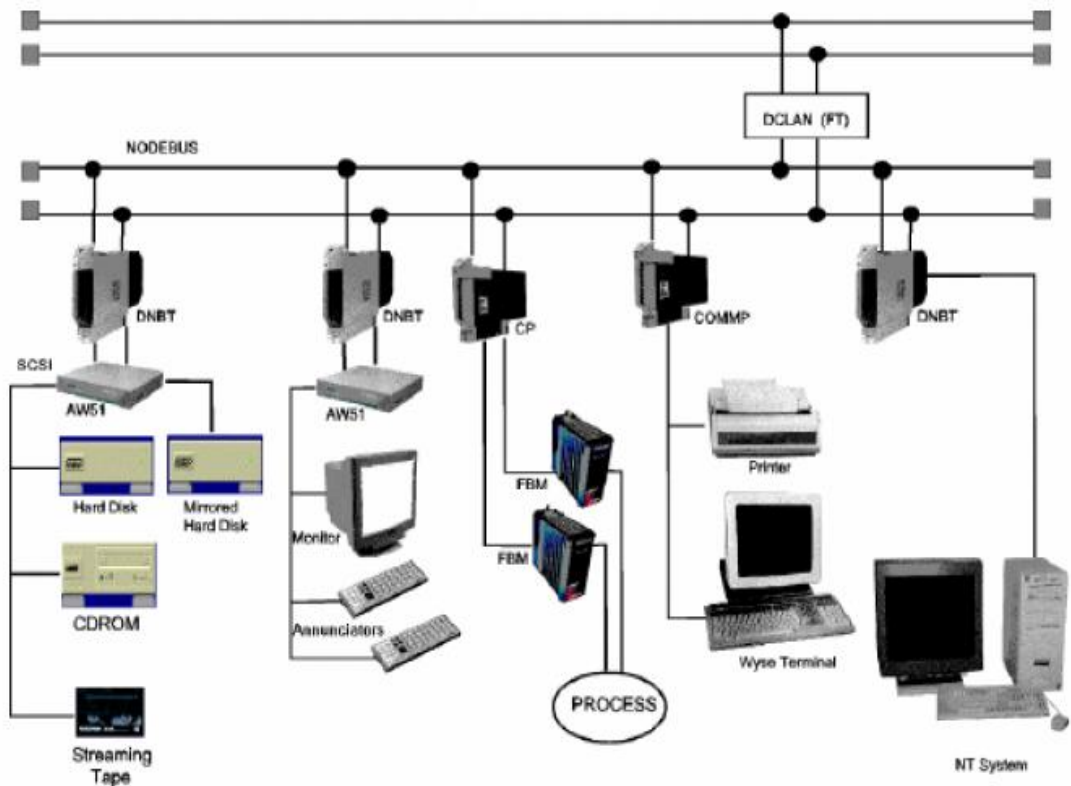 DCLAN (FT)
NODEBUS
DNBT
DNBT
CP
COMMP
DNBT
SCSI
AW51
AW51
Hard Disk
Mirrored
Hard Disk
Monitor
FBM
FBM
Printer
CDROM
Annunciators
Wyse Terminal
PROCESS
Streaming
Tape
NT System